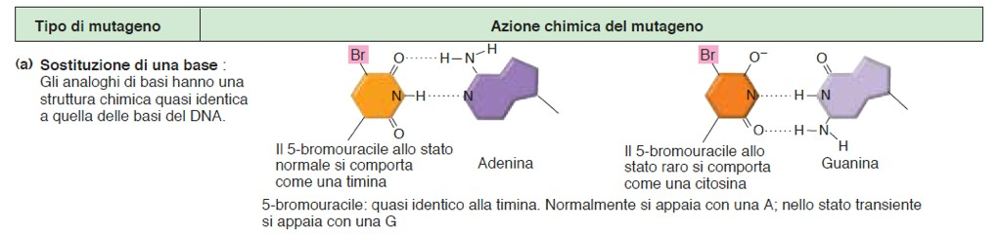 Tipo di mutageno
Azione chimica del mutageno
(a) Sostituzione di una base :
Gli analoghi di basi hanno una
struttura chimica quasi identica
a quella delle basi del DNA.
Br
O
H–N
H
N
H
N
O
Il 5-bromouracile allo stato
normale si comporta
come una timina
Adenina
Br
O⁻
O
N
H–N
O
H–N
H
Il 5-bromouracile allo
stato raro si comporta
come una citosina
Guanina
5-bromouracile: quasi identico alla timina. Normalmente si appaia con una A; nello stato transiente
si appaia con una G